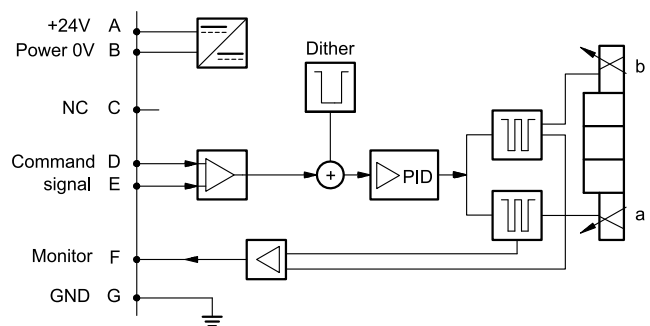 +24V A
Power 0V B
Dither
b
NC C
Command D
signal E
PID
a
Monitor F
GND G